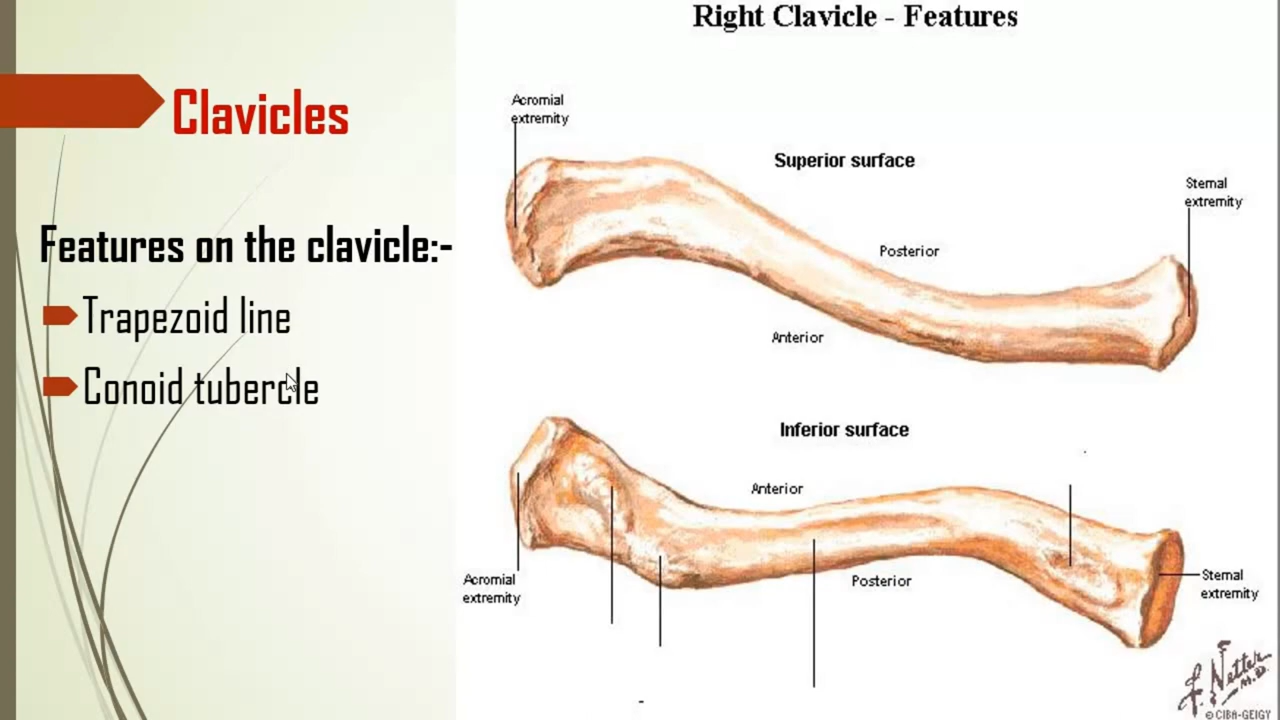 Right Clavicle - Features
Clavicles
Features on the clavicle:-
Trapezoid line
Conoid tubercle
Acromial
extremity
Superior surface
Sternal
extremity
Posterior
Anterior
Inferior surface
Anterior
Acromial
extremity
Posterior
Sternal
extremity
F. Netter
M.D.
©CIBA-GEIGY